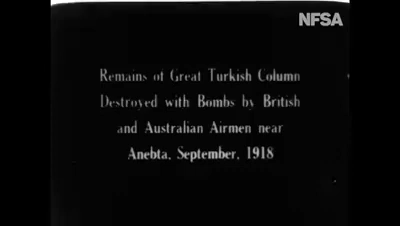 NFSA
Remains of Great Turkish Column
Destroyed with Bombs by British
and Australian Airmen near
Anebta, September, 1918